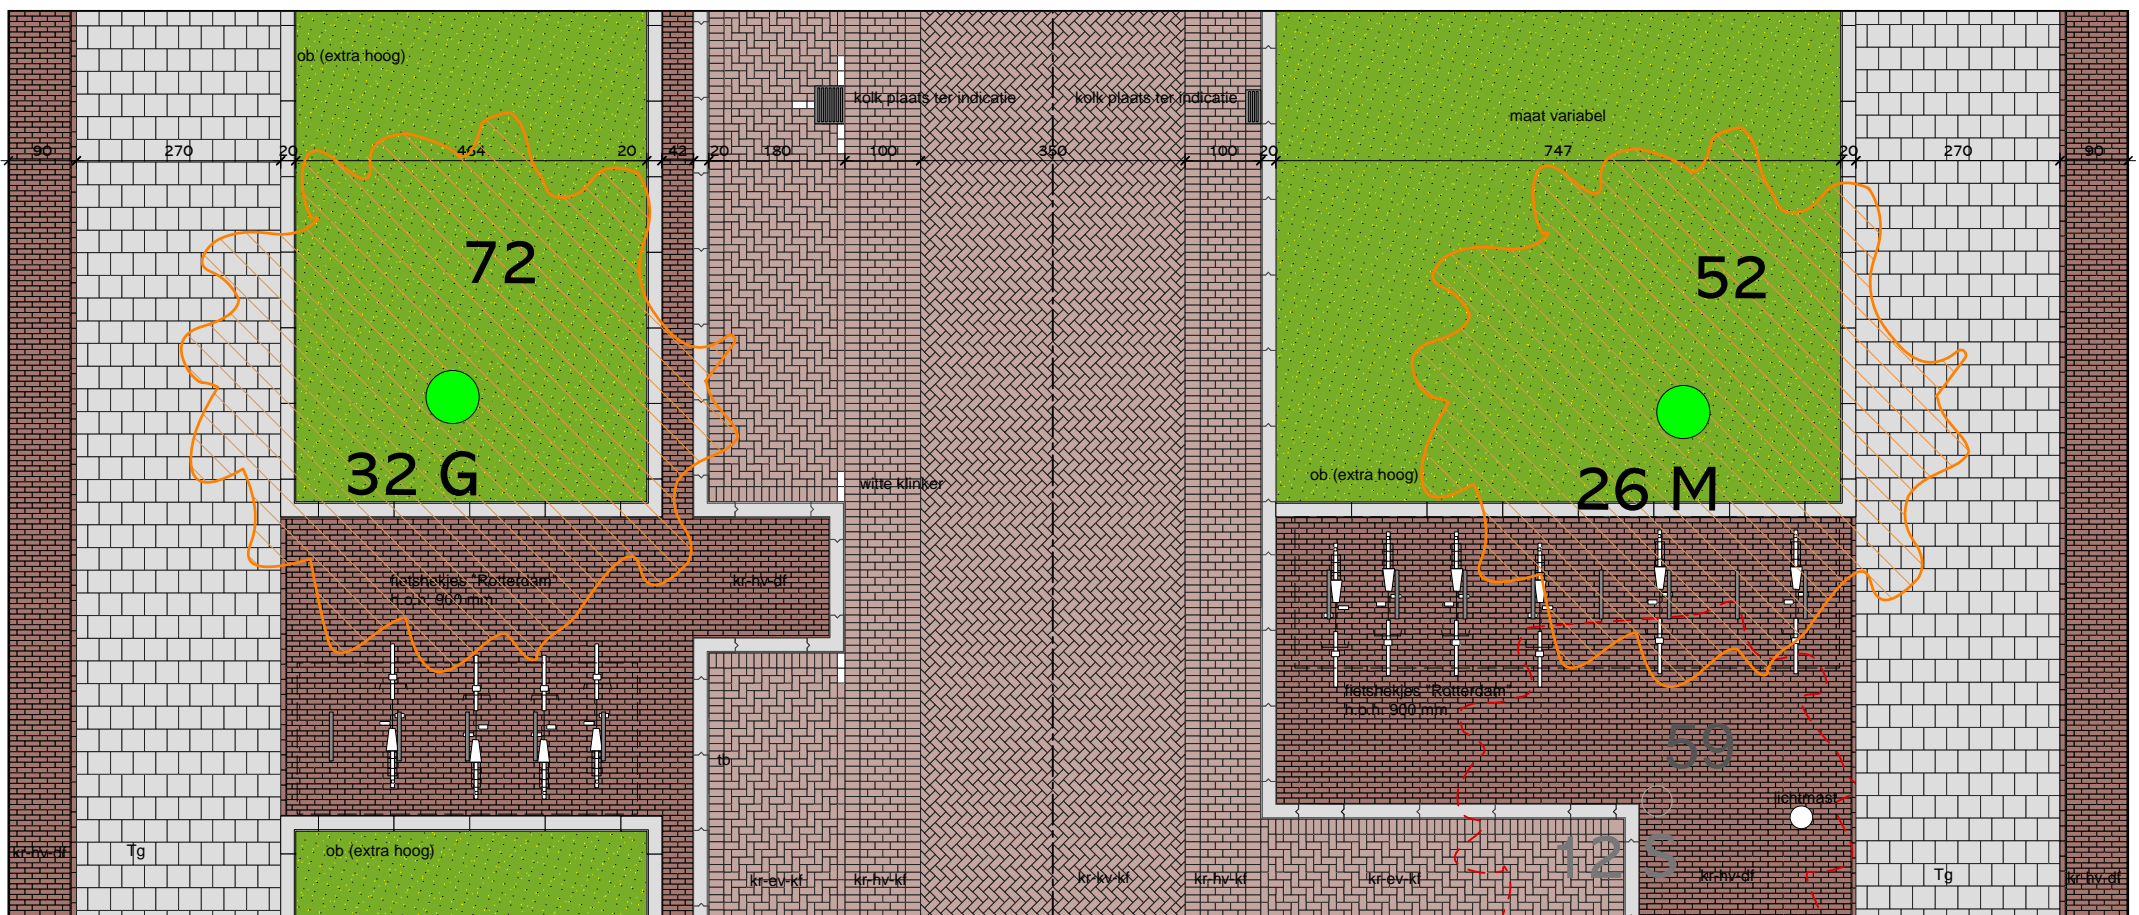 ob (extra hoog)
kolk plaats ter indicatie
kolk plaats ter indicatie
maat variabel
90
270
20
464
20
42
20
180
100
350
100
20
747
20
270
90
72
52
32 G
witte klinker
ob (extra hoog)
26 M
fietshekjes "Rotterdam"
h.o.h. 900 mm
kr-hv-df
fietshekjes "Rotterdam"
h.o.h. 900 mm
59
tb
lichtmast
kr-hv-df
Tg
ob (extra hoog)
12 S
kr-ev-kf
kr-hv-kf
kr-kv-kf
kr-hv-kf
kr-ev-kf
kr-hv-df
Tg
kr-hv-df